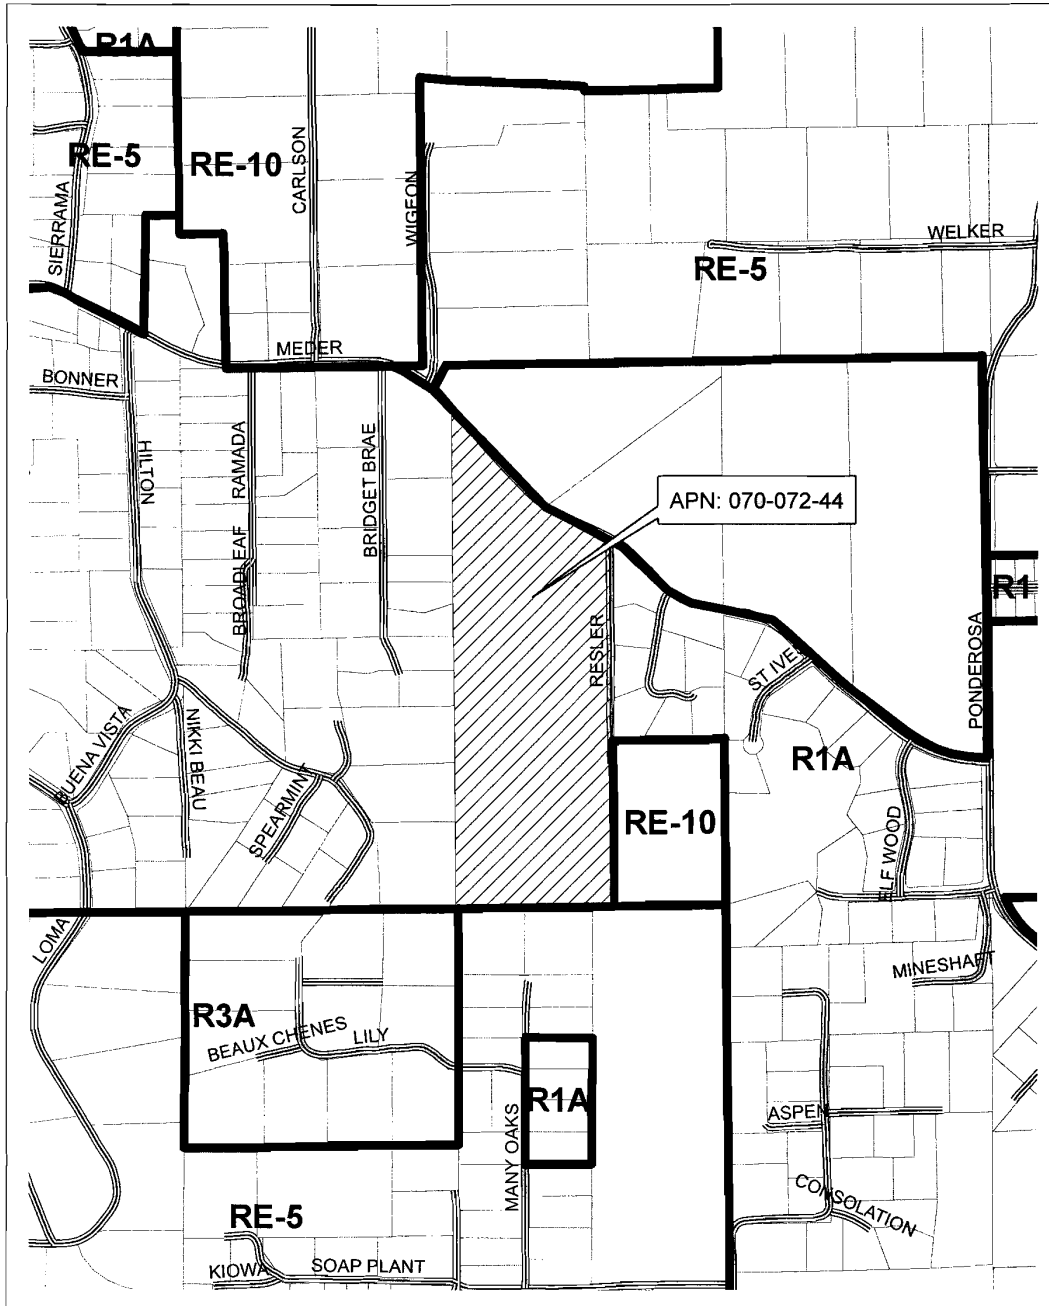 R1A
RE-5
RE-10
CARLSON
WIGEON
SIERRAMA
WELKER
RE-5
MEDER
BONNER
HILTON
RAMADA
BROADLEAF
BRIDGET BRAE
APN: 070-072-44
R1
RESLER
ST IVES
PONDEROSA
BUENA VISTA
NIKKI BEAU
SPEARMINT
R1A
RE-10
ELF WOOD
LOMA
MINESHAFT
R3A
BEAUX CHENES
LILY
R1A
ASPEN
MANY OAKS
CONSOLATION
RE-5
KIOWA
SOAP PLANT